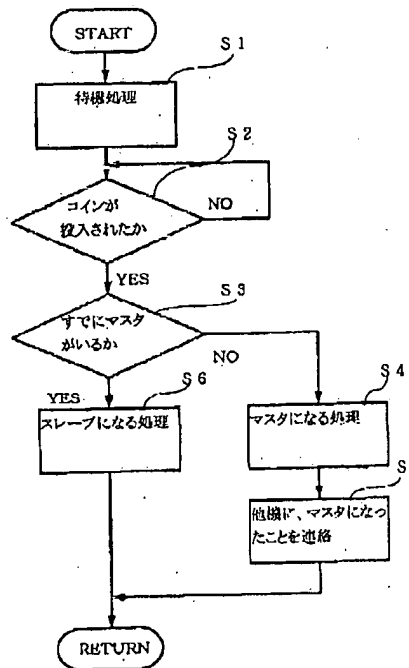 START
S1
待機処理
S2
コインが
投入されたか
NO
YES
S3
すでにマスタ
がいるか
NO
YES
S6
スレーブになる処理
S4
マスタになる処理
S
他機に、マスタになっ
たことを連絡
RETURN